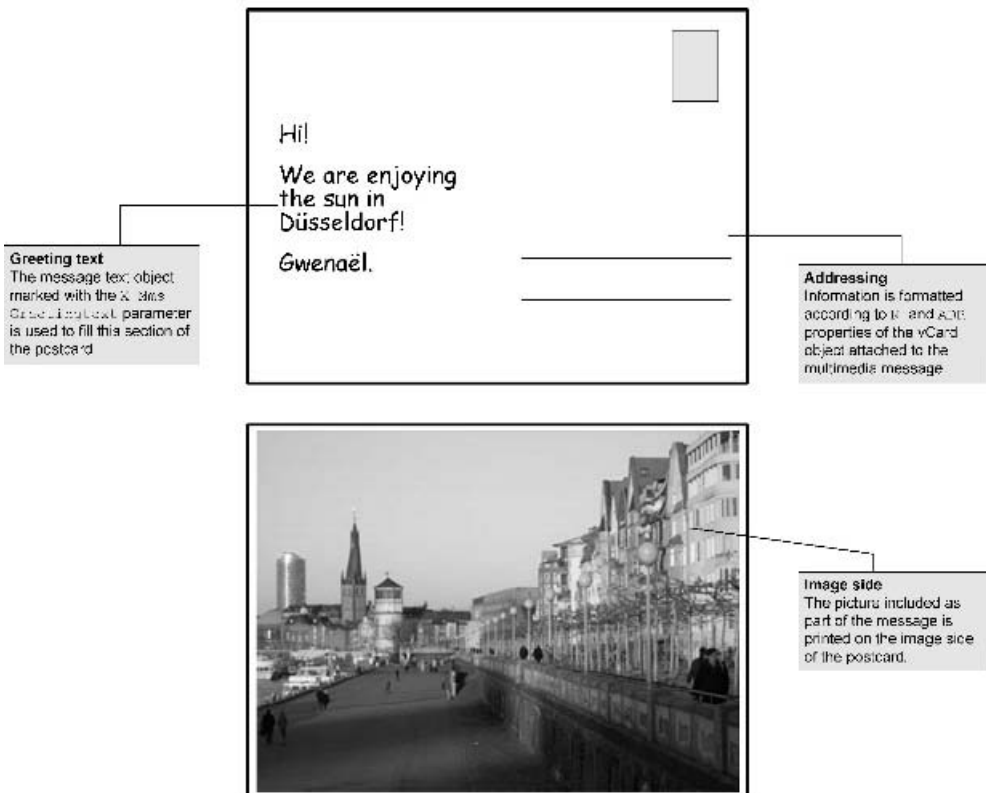 Hi!
We are enjoying
the sun in
Düsseldorf!
Gwenaël.
Greeting text
The message text object
marked with the parameter
is used to fill this section of
the postcard
Addressing
Information is formatted
according to and
properties of the vCard
object attached to the
multimedia message
Image side
The picture included as
part of the message is
printed on the image side
of the postcard.